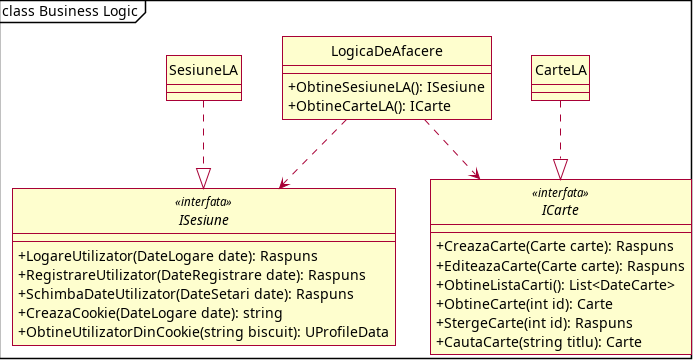 class Business Logic
SesiuneLA
LogicaDeAfacere
+ObtineSesiuneLA(): ISesiune
+ObtineCarteLA(): ICarte
CarteLA
«interfata»
ISesiune
+LogareUtilizator(DateLogare date): Raspuns
+RegistrareUtilizator(DateRegistrare date): Raspuns
+SchimbaDateUtilizator(DateSetari date): Raspuns
+CreazaCookie(DateLogare date): string
+ObtineUtilizatorDinCookie(string biscuit): UProfileData
«interfata»
ICarte
+CreazaCarte(Carte carte): Raspuns
+EditeazaCarte(Carte carte): Raspuns
+ObtineListaCarti(): List<DateCarte>
+ObtineCarte(int id): Carte
+StergeCarte(int id): Raspuns
+CautaCarte(string titlu): Carte